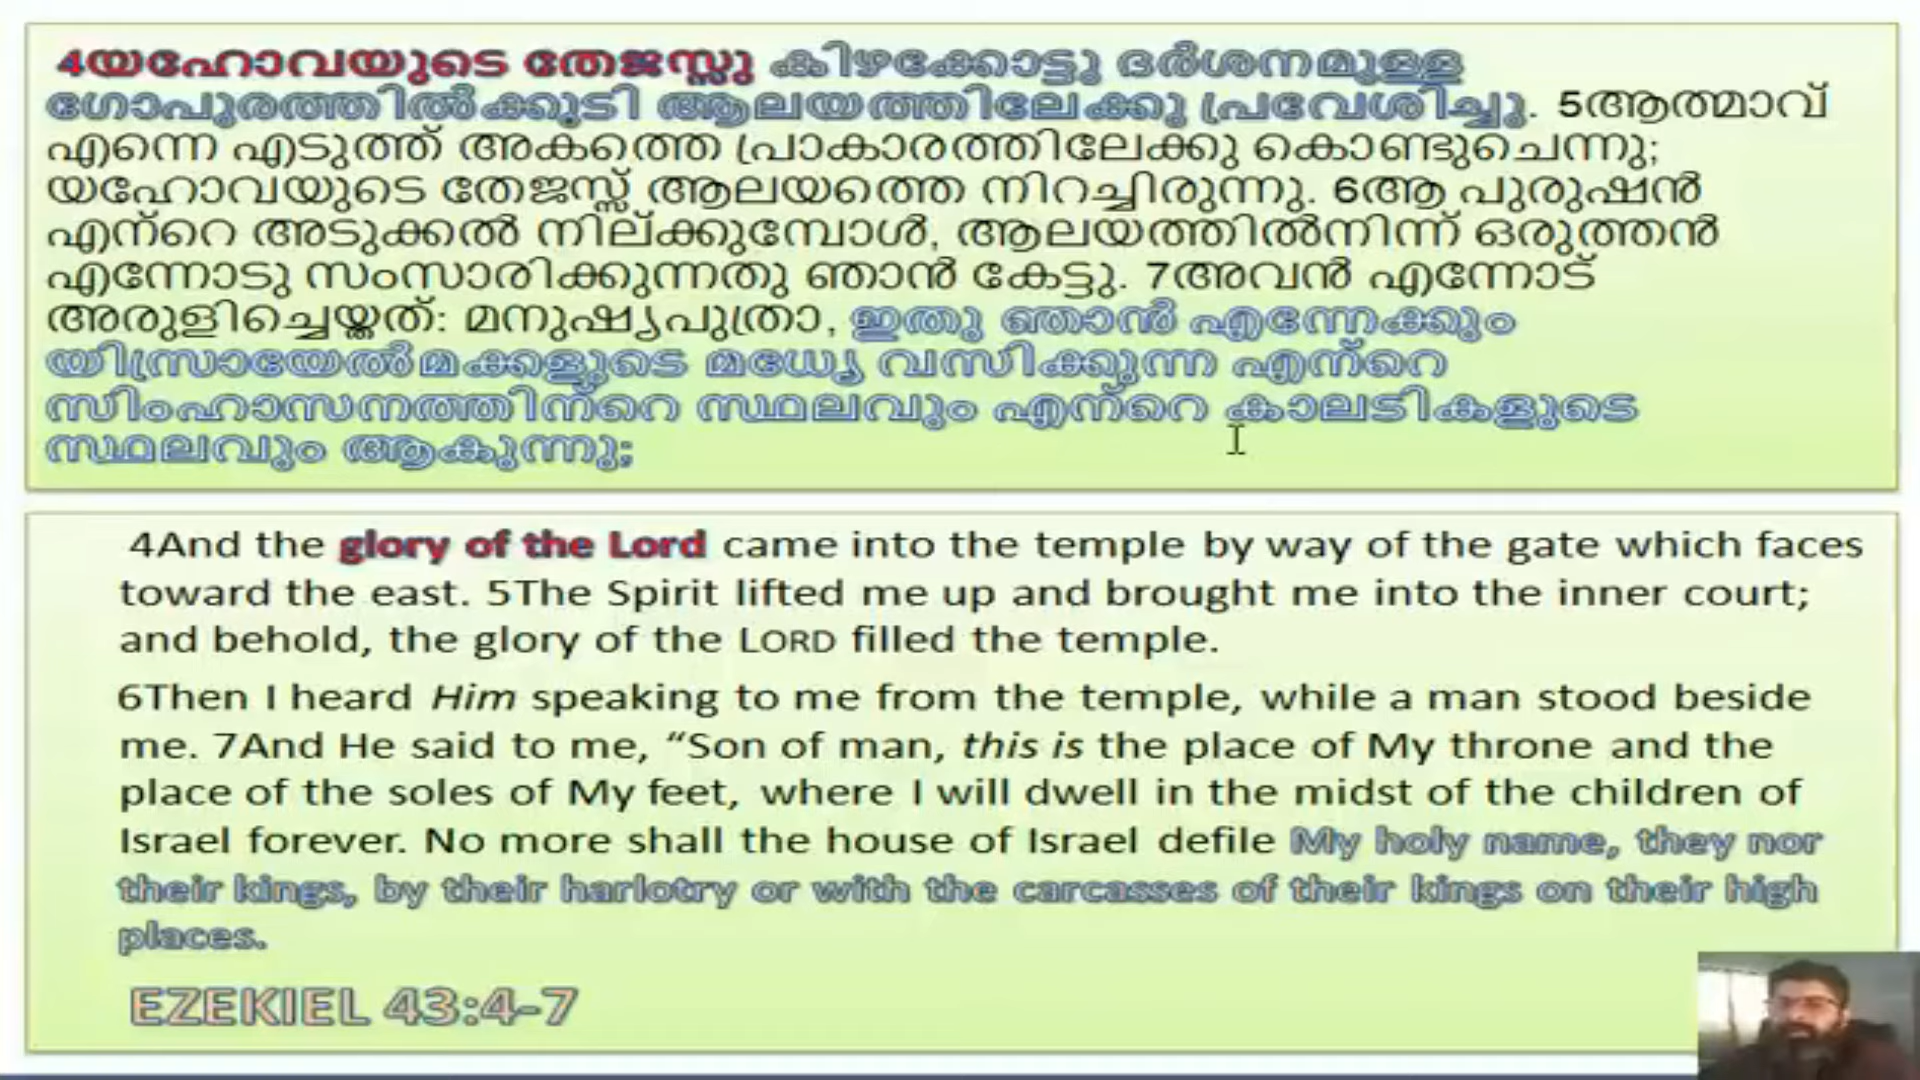 4യഹോവയുടെ തേജസ്സു കിഴക്കോട്ടു ദർശനമുള്ള
ഗോപുരത്തിൽക്കൂടി ആലയത്തിലേക്കു പ്രവേശിച്ചു. 5ആത്മാവ്
എന്നെ എടുത്ത് അകത്തെ പ്രാകാരത്തിലേക്കു കൊണ്ടുചെന്നു;
യഹോവയുടെ തേജസ്സ് ആലയത്തെ നിറച്ചിരുന്നു. 6ആ പുരുഷൻ
എന്റെ അടുക്കൽ നില്ക്കുമ്പോൾ, ആലയത്തിൽനിന്ന് ഒരുത്തൻ
എന്നോടു സംസാരിക്കുന്നതു ഞാൻ കേട്ടു. 7അവൻ എന്നോട്
അരുളിച്ചെയ്തത്: മനുഷ്യപുത്രാ, ഇതു ഞാൻ എന്നേക്കും
യിസ്രായേൽമക്കളുടെ മധ്യേ വസിക്കുന്ന എന്റെ
സിംഹാസനത്തിന്റെ സ്ഥലവും എന്റെ കാലടികളുടെ
സ്ഥലവും ആകുന്നു;
4And the glory of the Lord came into the temple by way of the gate which faces
toward the east. 5The Spirit lifted me up and brought me into the inner court;
and behold, the glory of the LORD filled the temple.
6Then I heard Him speaking to me from the temple, while a man stood beside
me. 7And He said to me, “Son of man, this is the place of My throne and the
place of the soles of My feet, where I will dwell in the midst of the children of
Israel forever. No more shall the house of Israel defile My holy name, they nor
their kings, by their harlotry or with the carcasses of their kings on their high
places.
EZEKIEL 43:4-7